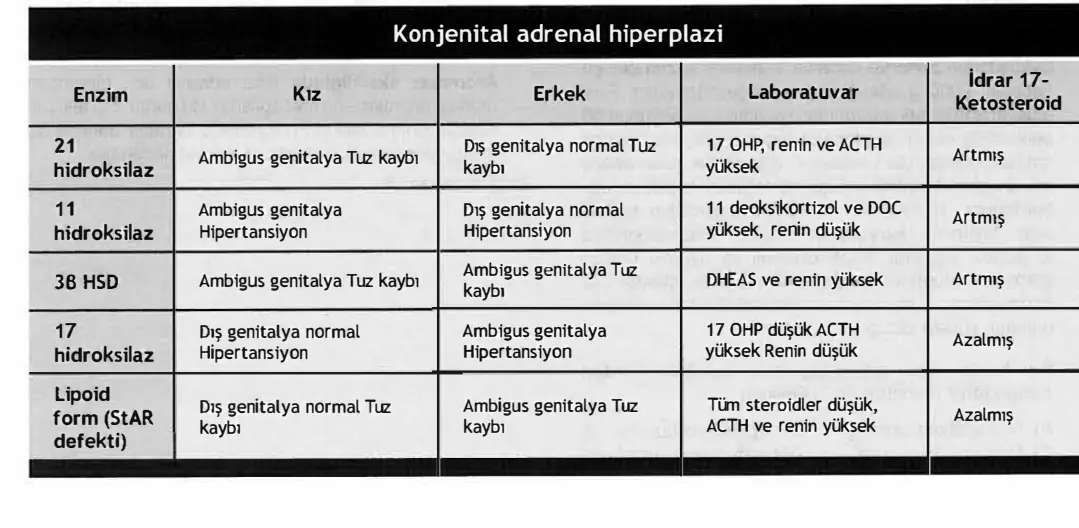 Konjenital adrenal hiperplazi
Enzim
Kız
Erkek
Laboratuvar
İdrar 17-
Ketosteroid
21
hidroksilaz
Ambigus genitalya Tuz kaybı
Dış genitalya normal Tuz
kaybı
17 OHP, renin ve ACTH
yüksek
Artmış
11
hidroksilaz
Ambigus genitalya
Hipertansiyon
Dış genitalya normal
Hipertansiyon
11 deoksikortizol ve DOC
yüksek, renin düşük
Artmış
3B HSD
Ambigus genitalya Tuz kaybı
Ambigus genitalya Tuz
kaybı
DHEAS ve renin yüksek
Artmış
17
hidroksilaz
Dış genitalya normal
Hipertansiyon
Ambigus genitalya
Hipertansiyon
17 OHP düşük ACTH
yüksek Renin düşük
Azalmış
Lipoid
form (StAR
defekti)
Dış genitalya normal Tuz
kaybı
Ambigus genitalya Tuz
kaybı
Tüm steroidler düşük,
ACTH ve renin yüksek
Azalmış